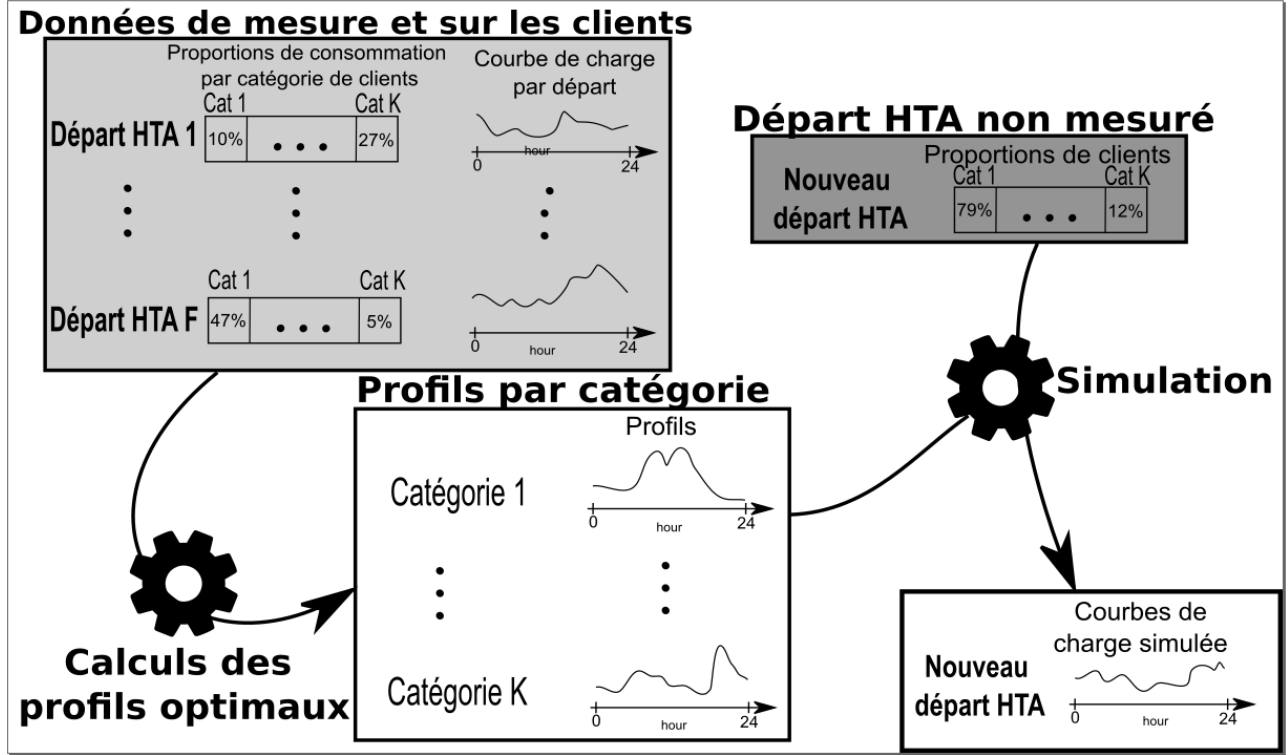 Données de mesure et sur les clients
Proportions de consommation
par catégorie de clients
Courbe de charge
par départ
Cat 1
Cat K
Départ HTA 1
10%
27%
0
hour
24
Cat 1
Cat K
Départ HTA F
47%
5%
0
hour
24
Départ HTA non mesuré
Proportions de clients
Cat 1
Cat K
Nouveau
départ HTA
79%
12%
Simulation
Profils par catégorie
Profils
Catégorie 1
0
hour
24
Catégorie K
0
hour
24
Calculs des
profils optimaux
Courbes de
charge simulée
Nouveau
départ HTA
0
hour
24